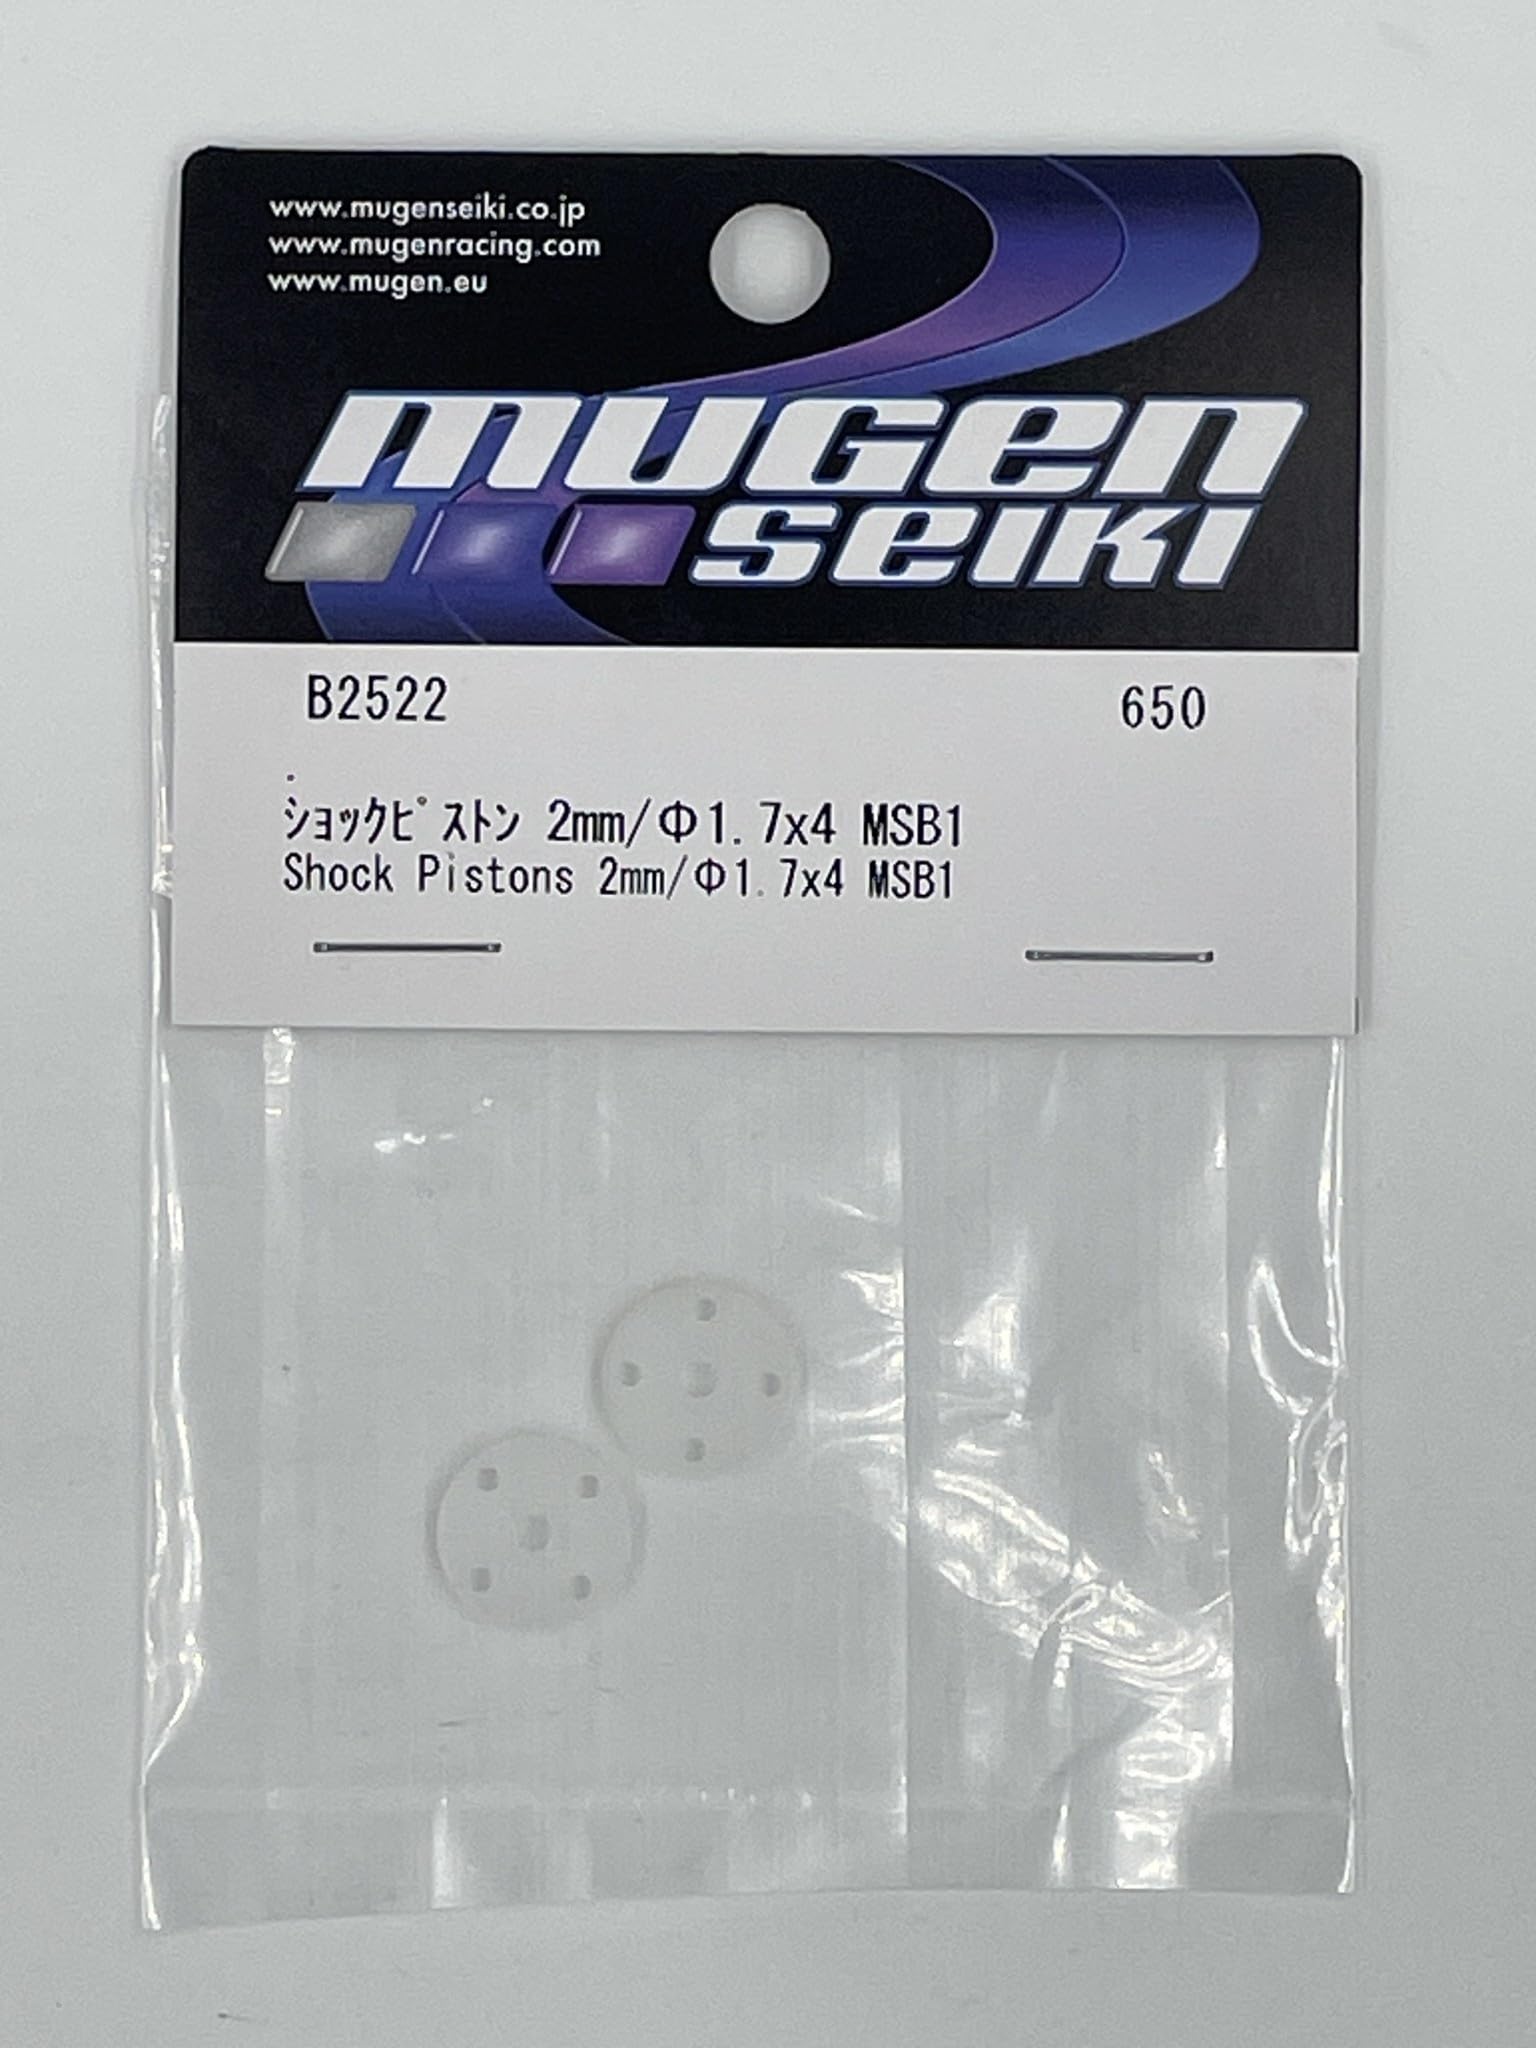 www.mugenseiki.co.jp
www.mugenracing.com
www.mugen.eu
mugen
seiki
B2522 650
ｼｮｯｸﾋﾟｽﾄﾝ 2mm/Φ1.7x4 MSB1
Shock Pistons 2mm/Φ1.7x4 MSB1